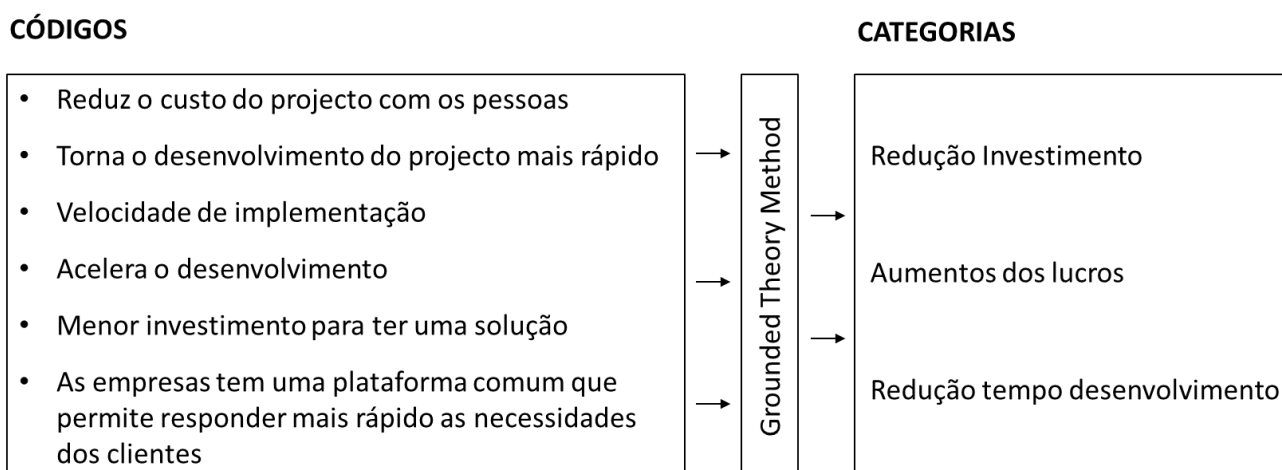 CÓDIGOS
• Reduz o custo do projecto com os pessoas
• Torna o desenvolvimento do projecto mais rápido
• Velocidade de implementação
• Acelera o desenvolvimento
• Menor investimento para ter uma solução
• As empresas tem uma plataforma comum que
permite responder mais rápido as necessidades
dos clientes
Grounded Theory Method
CATEGORIAS
Redução Investimento
Aumentos dos lucros
Redução tempo desenvolvimento